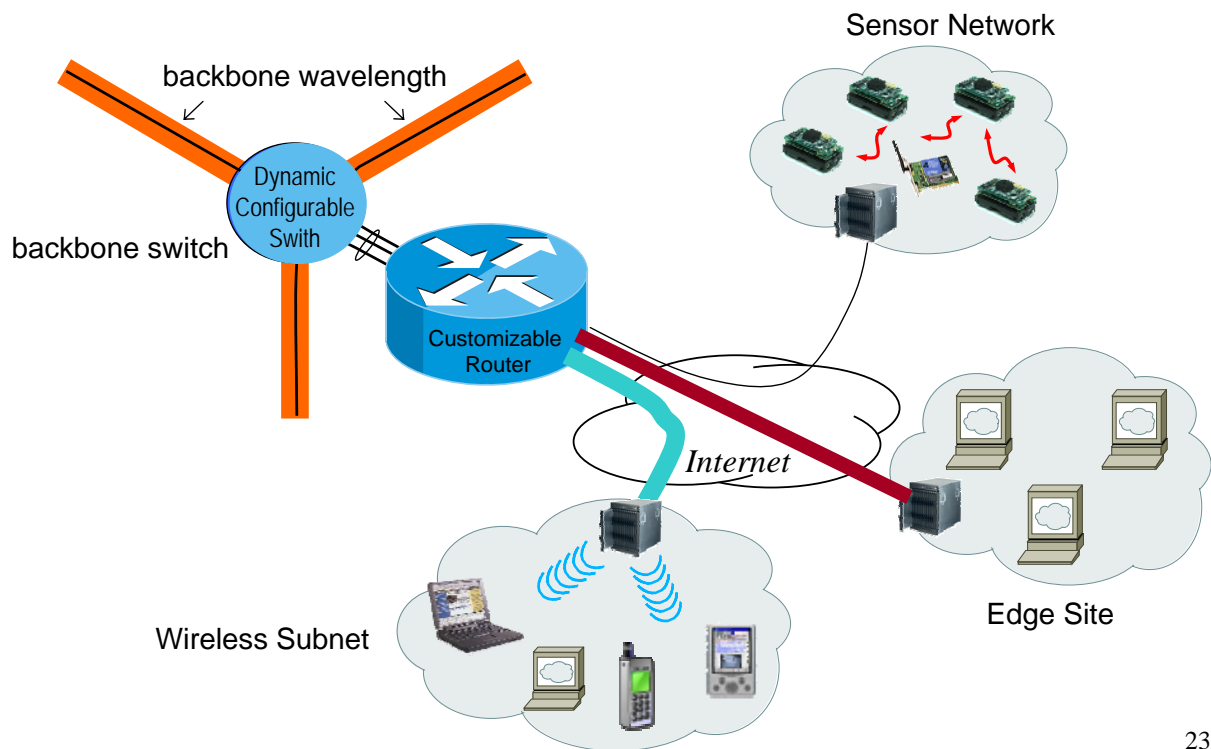 Sensor Network
backbone wavelength
Dynamic
Configurable
Swith
backbone switch
Customizable
Router
Internet
Wireless Subnet
Edge Site
23